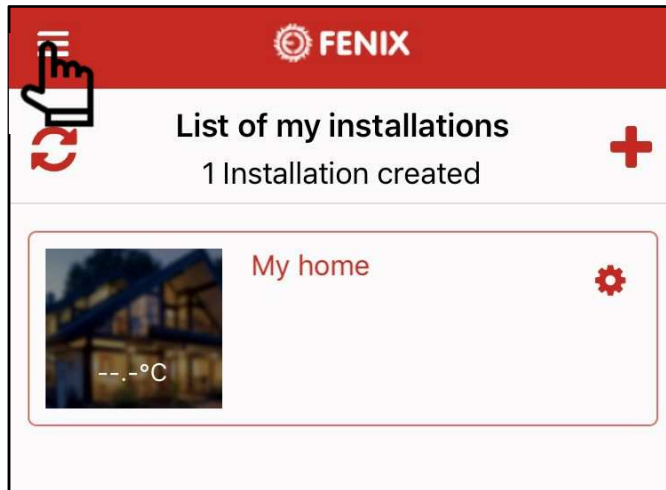 FENIX
List of my installations
1 Installation created
My home
--.-°C